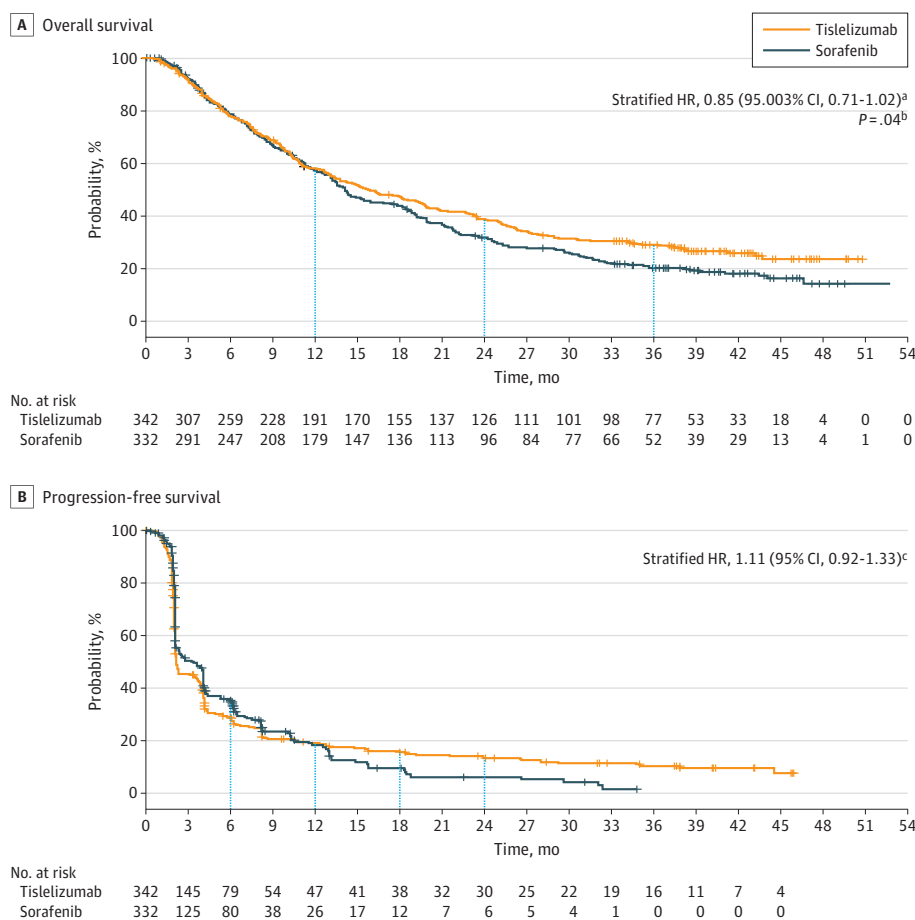 A Overall survival
Tislelizumab
Sorafenib
Stratified HR, 0.85 (95.003% CI, 0.71-1.02)a
P = .04b
100
80
60
40
20
0
Probability, %
0 3 6 9 12 15 18 21 24 27 30 33 36 39 42 45 48 51 54
Time, mo
No. at risk
Tislelizumab 342 307 259 228 191 170 155 137 126 111 101 98 77 53 33 18 4 0 0
Sorafenib 332 291 247 208 179 147 136 113 96 84 77 66 52 39 29 13 4 1 0
B Progression-free survival
Stratified HR, 1.11 (95% CI, 0.92-1.33)c
100
80
60
40
20
0
Probability, %
0 3 6 9 12 15 18 21 24 27 30 33 36 39 42 45 48 51 54
Time, mo
No. at risk
Tislelizumab 342 145 79 54 47 41 38 32 30 25 22 19 16 11 7 4
Sorafenib 332 125 80 38 26 17 12 7 6 5 4 1 0 0 0 0